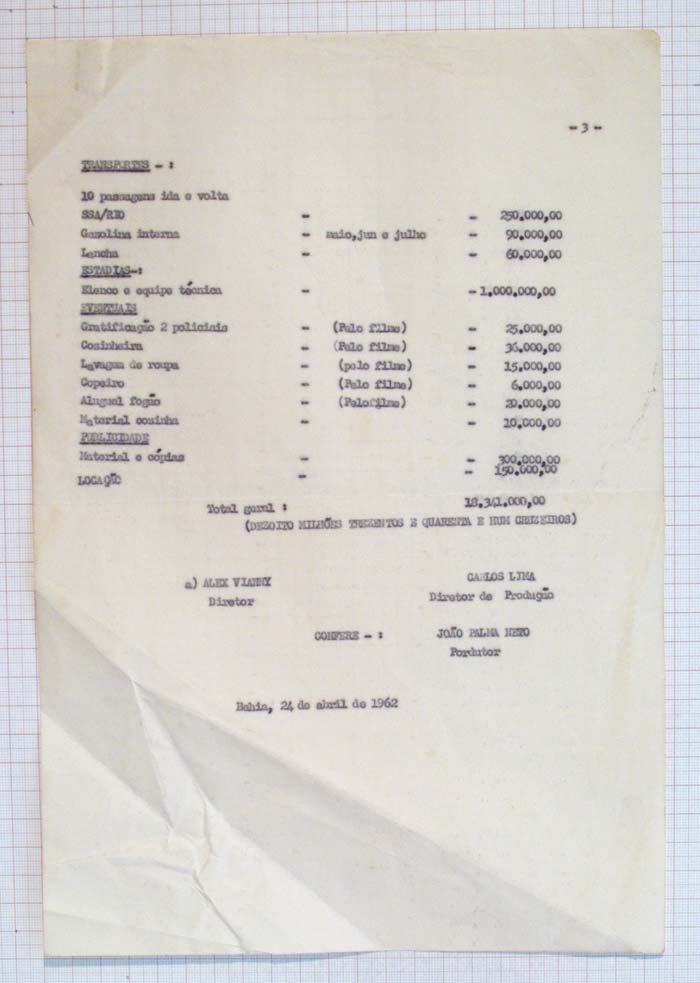 - 3 -
TRANSPORTES - :
10 passagens ida e volta
SSA/RIO - - 250.000,00
Gasolina interna - maio,jun e julho - 90.000,00
Lancha - - 60.000,00
ESTADIAS-:
Elenco e equipe técnica - -1.000.000,00
EVENTUAIS
Gratificação 2 policiais - (Pelo filme) - 25.000,00
Cosinheira - (Pelo filme) - 36.000,00
Lavagem de roupa - (pelo filme) - 15.000,00
Copeiro - (Pelo filme) - 6.000,00
Aluguel fogão - (Pelofilme) - 20.000,00
Material cosinha - - 10.000,00
PUBLICIDADE
Material e cópias - - 300.000,00
LOCAÇÃO - - 150.000,00
Total geral : 18.341.000,00
(DEZOITO MILHÕES TREZENTOS E QUARENTA E HUM CRUZEIROS)
a) ALEX VIANNY CARLOS LIMA
Diretor Diretor de Produção
CONFERE - : JOÃO PALMA NETO
Pordutor
Bahia, 24 de abril de 1962